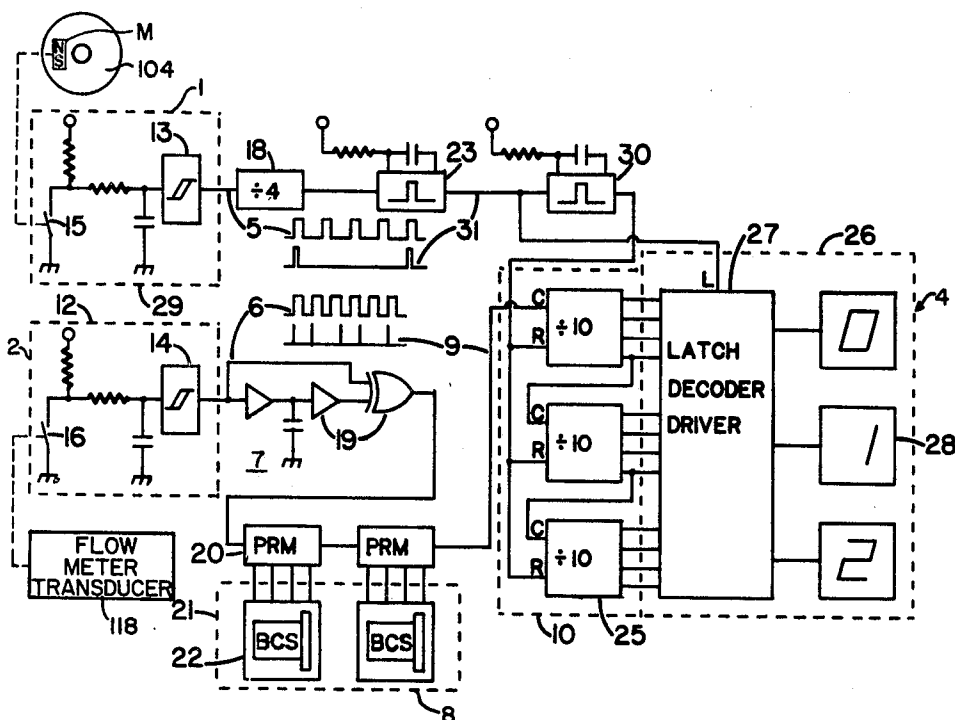 M
N
S
104
1
13
18
÷4
23
30
15
5
31
27
26
29
L
12
6
C
4
2
14
9
R
÷10
LATCH
DECODER
DRIVER
0
16
19
7
C
R
÷10
1
28
FLOW
METER
TRANSDUCER
118
20
PRM
PRM
C
R
÷10
2
21
22
BCS
BCS
10
25
8